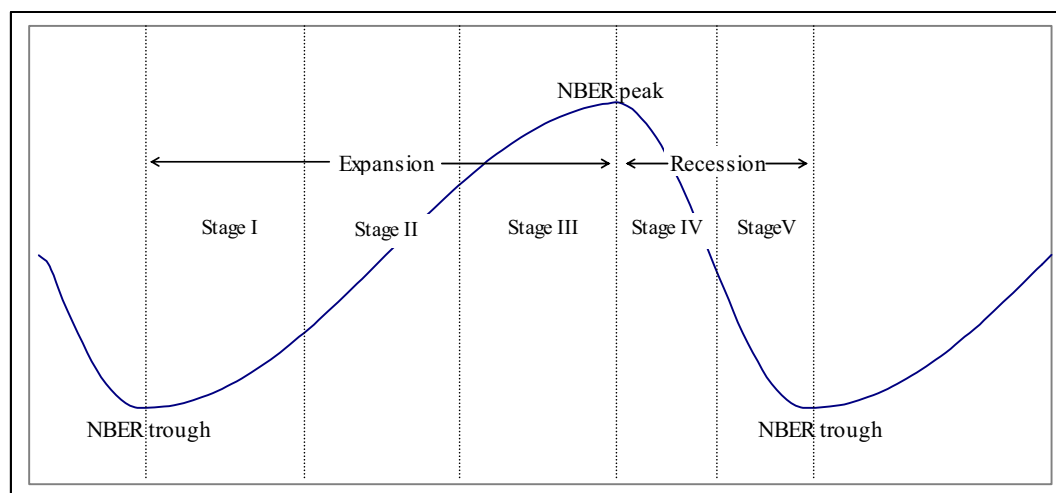 NBER peak
Expansion
Recession
Stage I
Stage II
Stage III
Stage IV
StageV
NBER trough
NBER trough